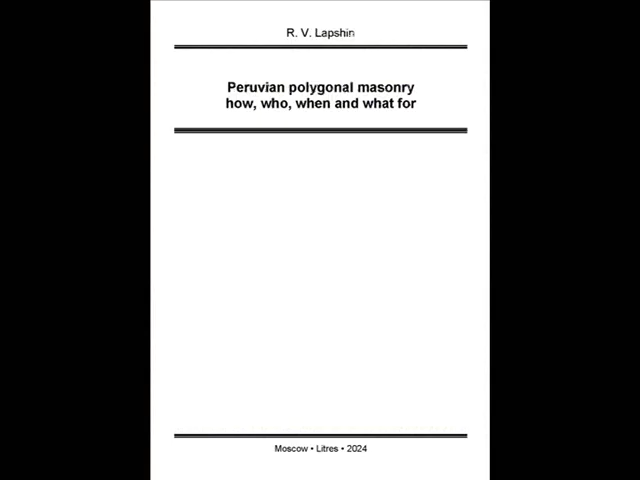 R. V. Lapshin
Peruvian polygonal masonry
how, who, when and what for
Moscow • Litres • 2024